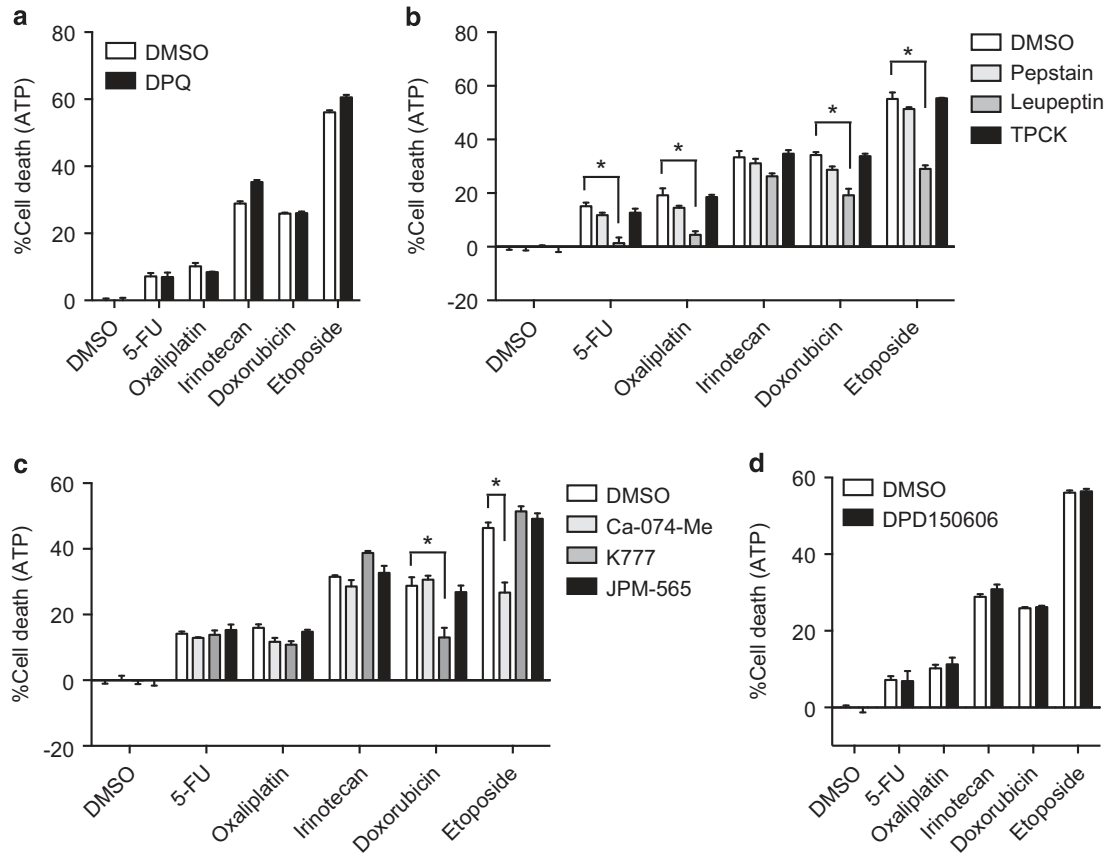 a
%Cell death (ATP)
80
60
40
20
0
DMSO
DPQ
DMSO
5-FU
Oxaliplatin
Irinotecan
Doxorubicin
Etoposide
b
%Cell death (ATP)
80
60
40
20
0
-20
*
*
*
*
DMSO
Pepstain
Leupeptin
TPCK
DMSO
5-FU
Oxaliplatin
Irinotecan
Doxorubicin
Etoposide
c
%Cell death (ATP)
60
40
20
0
-20
*
*
DMSO
Ca-074-Me
K777
JPM-565
DMSO
5-FU
Oxaliplatin
Irinotecan
Doxorubicin
Etoposide
d
%Cell death (ATP)
60
40
20
0
DMSO
DPD150606
DMSO
5-FU
Oxaliplatin
Irinotecan
Doxorubicin
Etoposide